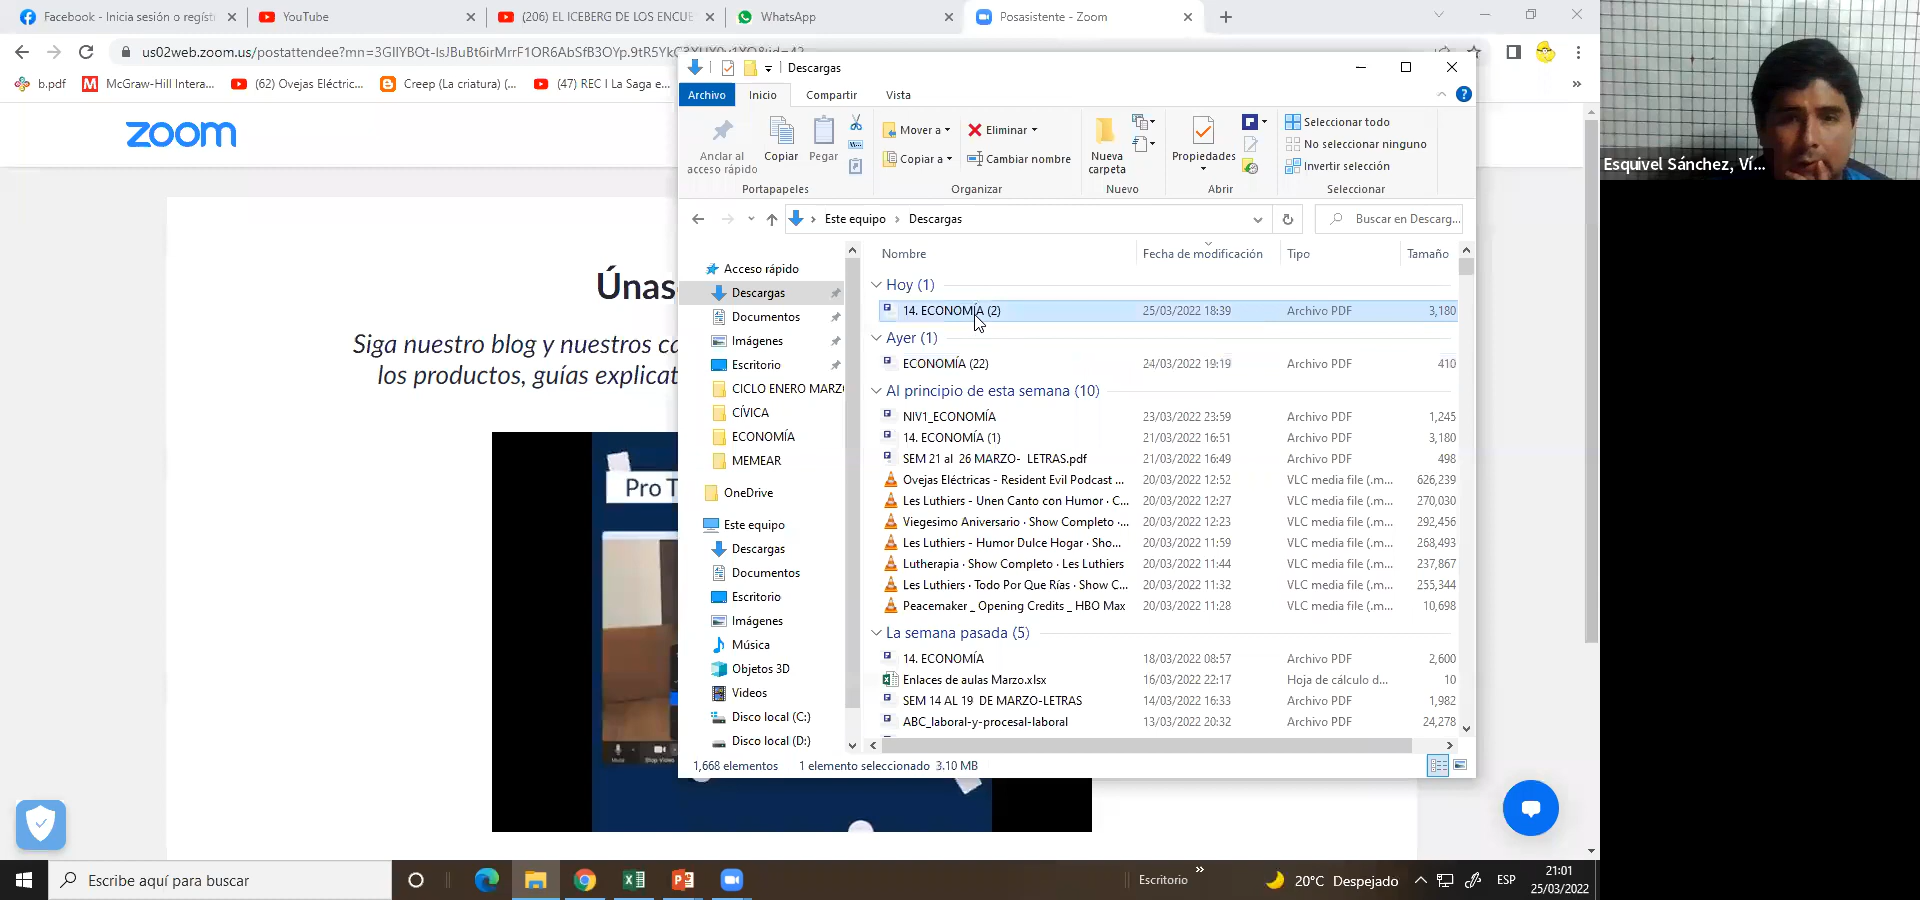 Facebook - Inicia sesión o regist
YouTube
(206) EL ICEBERG DE LOS ENCUE
WhatsApp
Posasistente - Zoom
b.pdf
McGraw-Hill Intera...
(62) Ovejas Eléctric...
Creep (La criatura) (...
(47) REC I La Saga e...
zoom
Únas
Siga nuestro blog y nuestros ca
los productos, guías explicat
Pro T
Descargas
Archivo Inicio Compartir Vista
Anclar al
acceso rápido
Copiar
Pegar
Portapapeles
Mover a
Copiar a
Eliminar
Cambiar nombre
Organizar
Nueva
carpeta
Nuevo
Propiedades
Abrir
Seleccionar todo
No seleccionar ninguno
Invertir selección
Seleccionar
Este equipo > Descargas
Buscar en Descarg...
Acceso rápido
Descargas
Documentos
Imágenes
Escritorio
CICLO ENERO MARZ
CÍVICA
ECONOMÍA
MEMEAR
OneDrive
Este equipo
Descargas
Documentos
Escritorio
Imágenes
Música
Objetos 3D
Videos
Disco local (C:)
Disco local (D:)
Nombre Fecha de modificación Tipo Tamaño
Hoy (1)
14. ECONOMÍA (2) 25/03/2022 18:39 Archivo PDF 3,180
Ayer (1)
ECONOMÍA (22) 24/03/2022 19:19 Archivo PDF 410
Al principio de esta semana (10)
NIV1_ECONOMÍA 23/03/2022 23:59 Archivo PDF 1,245
14. ECONOMÍA (1) 21/03/2022 16:51 Archivo PDF 3,180
SEM 21 al 26 MARZO- LETRAS.pdf 21/03/2022 16:49 Archivo PDF 498
Ovejas Eléctricas - Resident Evil Podcast ... 20/03/2022 12:52 VLC media file (.m... 626,239
Les Luthiers - Unen Canto con Humor · C... 20/03/2022 12:27 VLC media file (.m... 270,030
Viegesimo Aniversario · Show Completo ·... 20/03/2022 12:23 VLC media file (.m... 292,456
Les Luthiers - Humor Dulce Hogar · Sho... 20/03/2022 11:59 VLC media file (.m... 268,493
Lutherapia · Show Completo · Les Luthiers 20/03/2022 11:44 VLC media file (.m... 237,867
Les Luthiers · Todo Por Que Rías · Show C... 20/03/2022 11:32 VLC media file (.m... 255,344
Peacemaker _ Opening Credits _ HBO Max 20/03/2022 11:28 VLC media file (.m... 10,698
La semana pasada (5)
14. ECONOMÍA 18/03/2022 08:57 Archivo PDF 2,600
Enlaces de aulas Marzo.xlsx 16/03/2022 22:17 Hoja de cálculo d... 10
SEM 14 AL 19 DE MARZO-LETRAS 14/03/2022 16:33 Archivo PDF 1,982
ABC_laboral-y-procesal-laboral 13/03/2022 20:32 Archivo PDF 24,278
1,668 elementos 1 elemento seleccionado 3.10 MB
Esquivel Sánchez, Ví...
Escribe aquí para buscar
Escritorio
20°C Despejado
ESP
21:01
25/03/2022